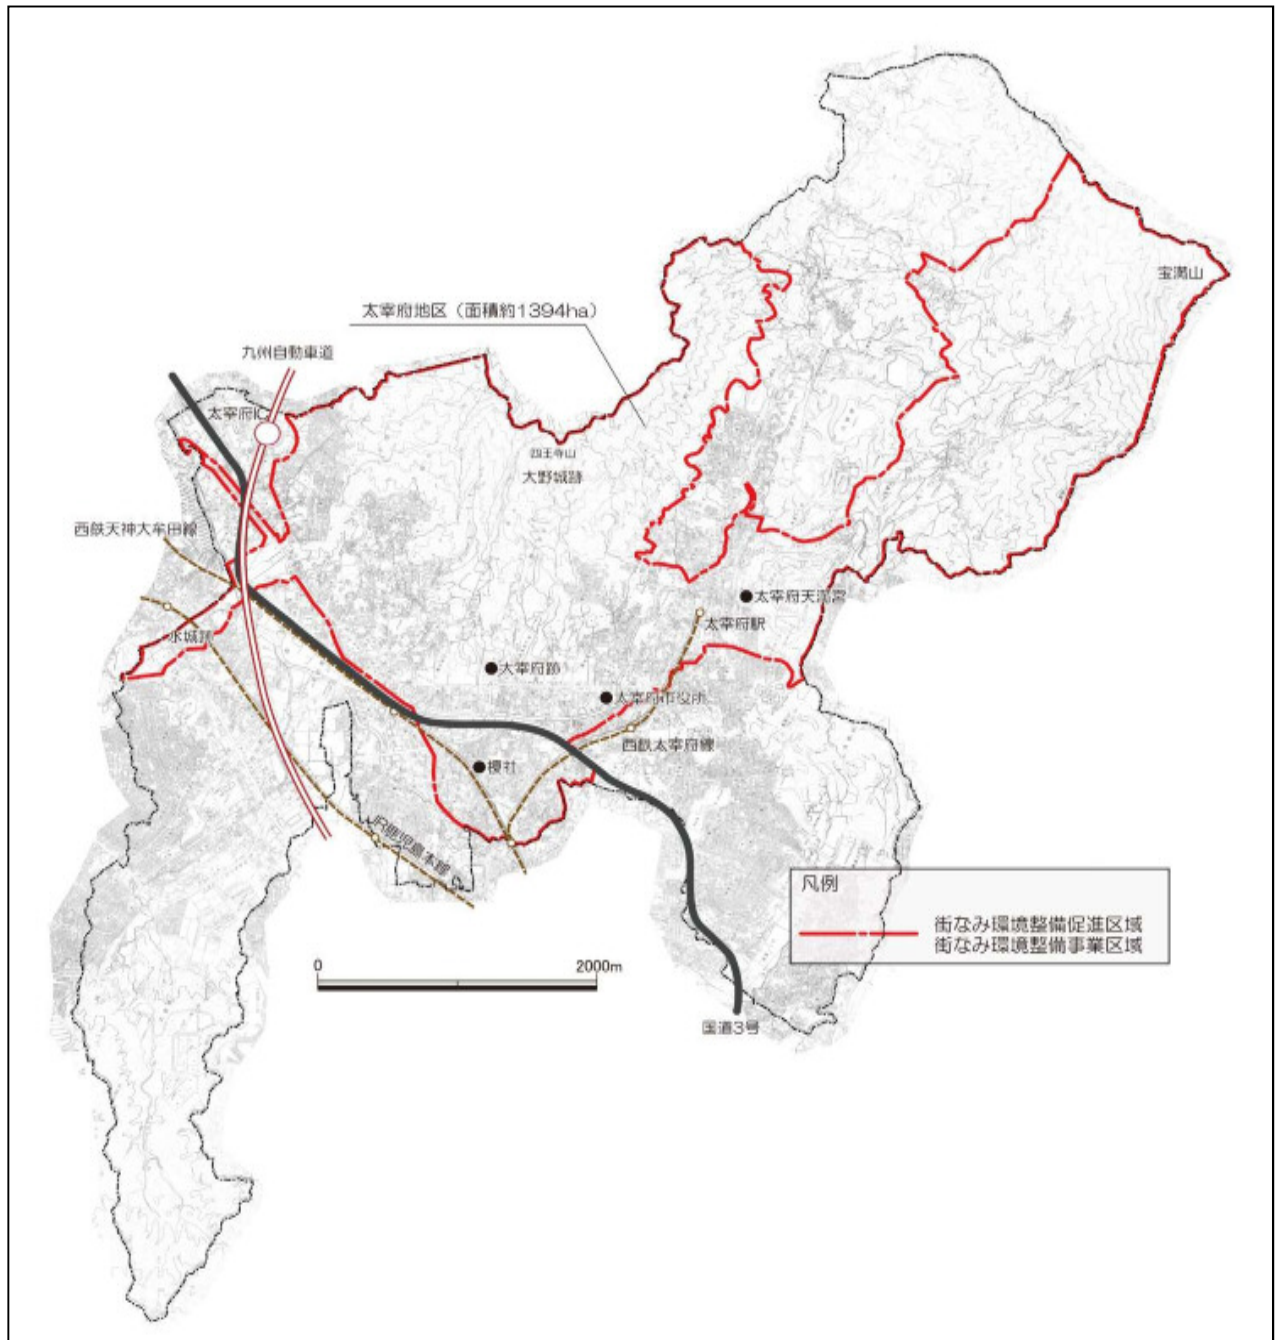 宝満山
太宰府地区（面積約1394ha）
九州自動車道
太宰府IC
四王寺山
大野城跡
西鉄天神大牟田線
太宰府天満宮
太宰府駅
水城跡
大宰府跡
太宰府市役所
西鉄太宰府線
榎社
JR鹿児島本線
凡例
街なみ環境整備促進区域
街なみ環境整備事業区域
0 2000m
国道3号